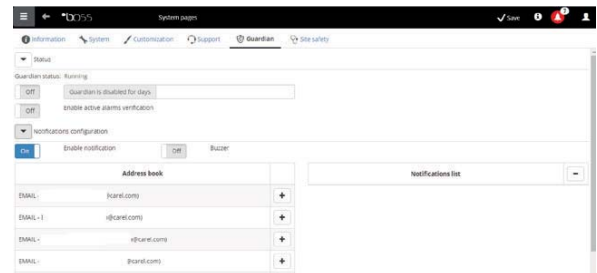 boss System pages Save
Information System Customization Support Guardian Site safety
Status
Guardian status: Running
Off Guardian is disabled for days
Off Enable active alarms verification
Notifications configuration
On Enable notification Off Buzzer
Address book Notifications list
EMAIL - @carel.com)
EMAIL - i @carel.com)
EMAIL - @carel.com)
EMAIL - @carel.com)